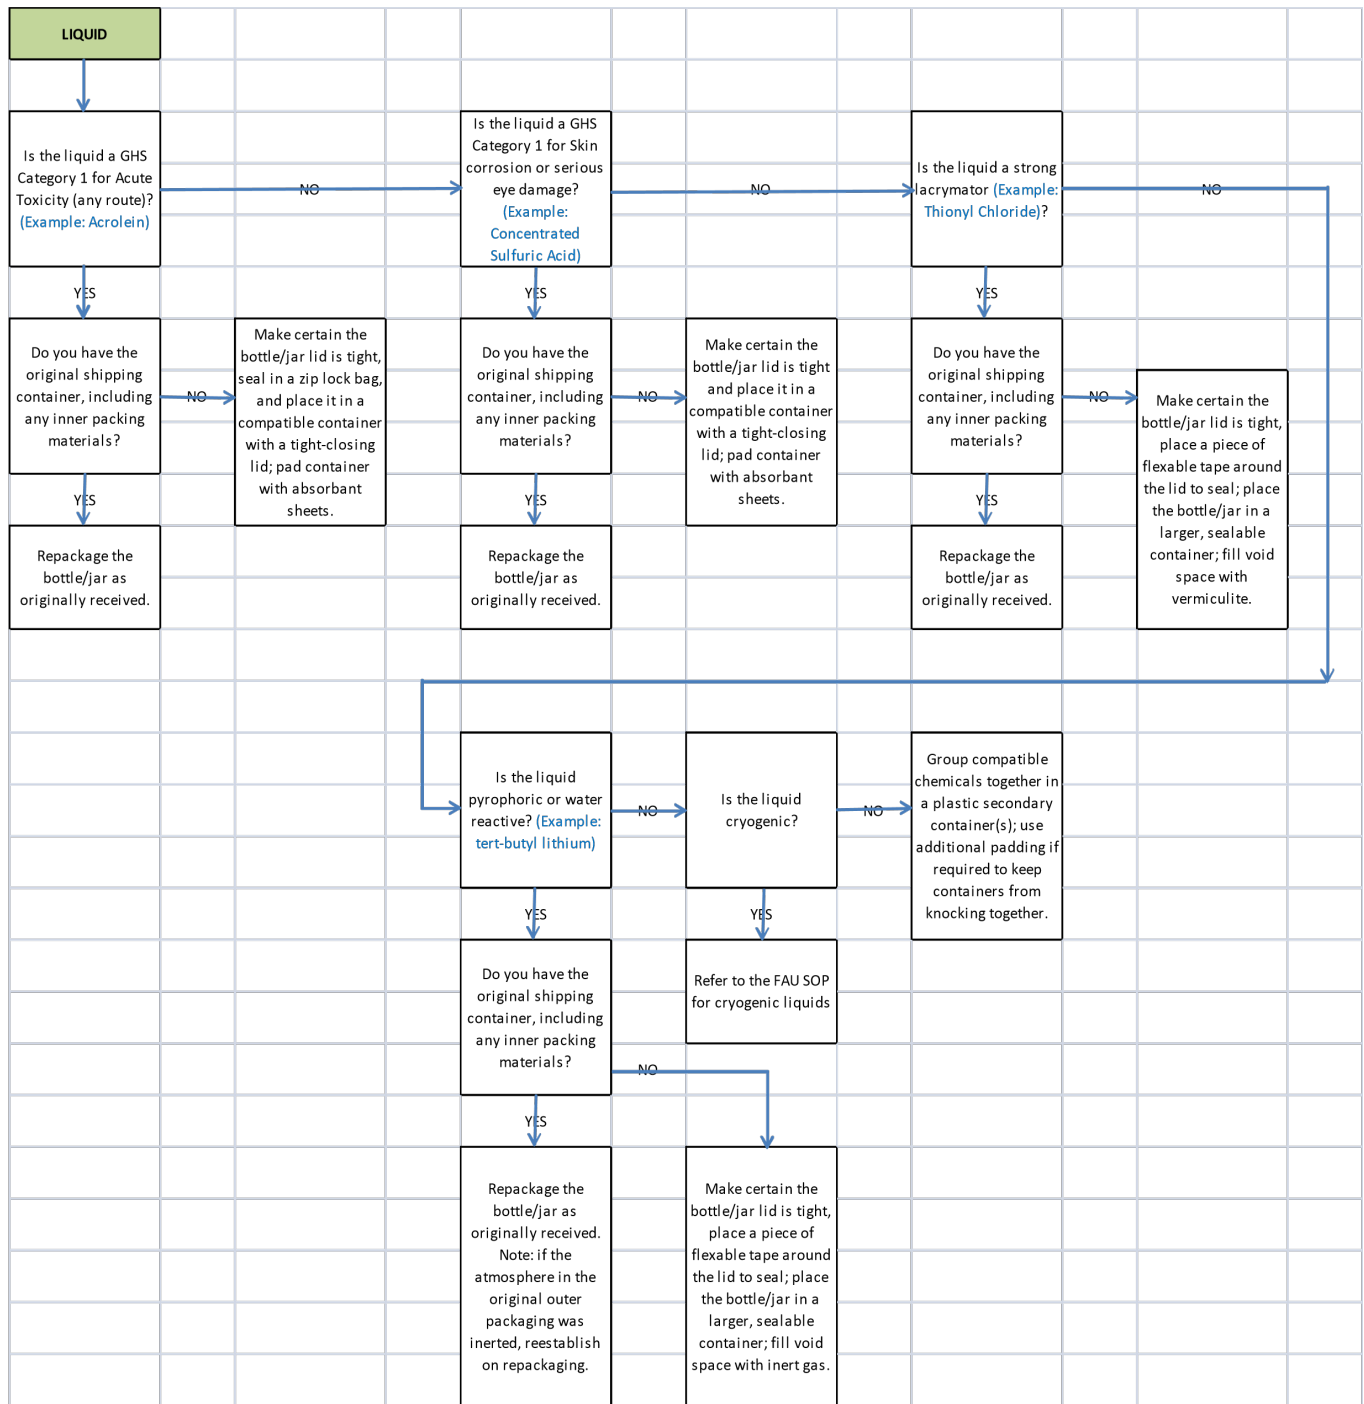 LIQUID
Is the liquid a GHS
Category 1 for Acute
Toxicity (any route)?
(Example: Acrolein)
NO
Is the liquid a GHS
Category 1 for Skin
corrosion or serious
eye damage?
(Example:
Concentrated
Sulfuric Acid)
NO
Is the liquid a strong
lacrymator (Example:
Thionyl Chloride)?
NO
YES
YES
YES
Do you have the
original shipping
container, including
any inner packing
materials?
NO
Make certain the
bottle/jar lid is tight,
seal in a zip lock bag,
and place it in a
compatible container
with a tight-closing
lid; pad container
with absorbant
sheets.
Do you have the
original shipping
container, including
any inner packing
materials?
NO
Make certain the
bottle/jar lid is tight
and place it in a
compatible container
with a tight-closing
lid; pad container
with absorbant
sheets.
Do you have the
original shipping
container, including
any inner packing
materials?
NO
Make certain the
bottle/jar lid is tight,
place a piece of
flexable tape around
the lid to seal; place
the bottle/jar in a
larger, sealable
container; fill void
space with
vermiculite.
YES
YES
YES
Repackage the
bottle/jar as
originally received.
Repackage the
bottle/jar as
originally received.
Repackage the
bottle/jar as
originally received.
Is the liquid
pyrophoric or water
reactive? (Example:
tert-butyl lithium)
NO
Is the liquid
cryogenic?
NO
Group compatible
chemicals together in
a plastic secondary
container(s); use
additional padding if
required to keep
containers from
knocking together.
YES
YES
Do you have the
original shipping
container, including
any inner packing
materials?
Refer to the FAU SOP
for cryogenic liquids
NO
YES
Repackage the
bottle/jar as
originally received.
Note: if the
atmosphere in the
original outer
packaging was
inerted, reestablish
on repackaging.
Make certain the
bottle/jar lid is tight,
place a piece of
flexable tape around
the lid to seal; place
the bottle/jar in a
larger, sealable
container; fill void
space with inert gas.